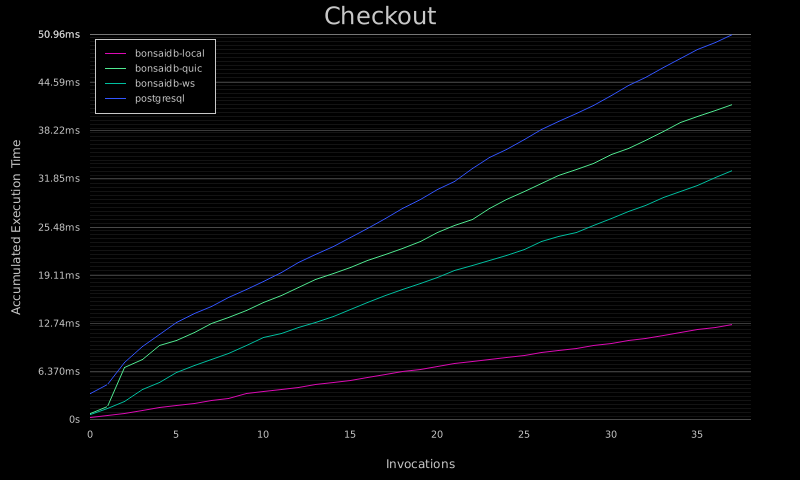 Checkout
50.96ms
44.59ms
38.22ms
31.85ms
25.48ms
19.11ms
12.74ms
6.370ms
0s
bonsaidb-local
bonsaidb-quic
bonsaidb-ws
postgresql
Accumulated Execution Time
0 5 10 15 20 25 30 35
Invocations